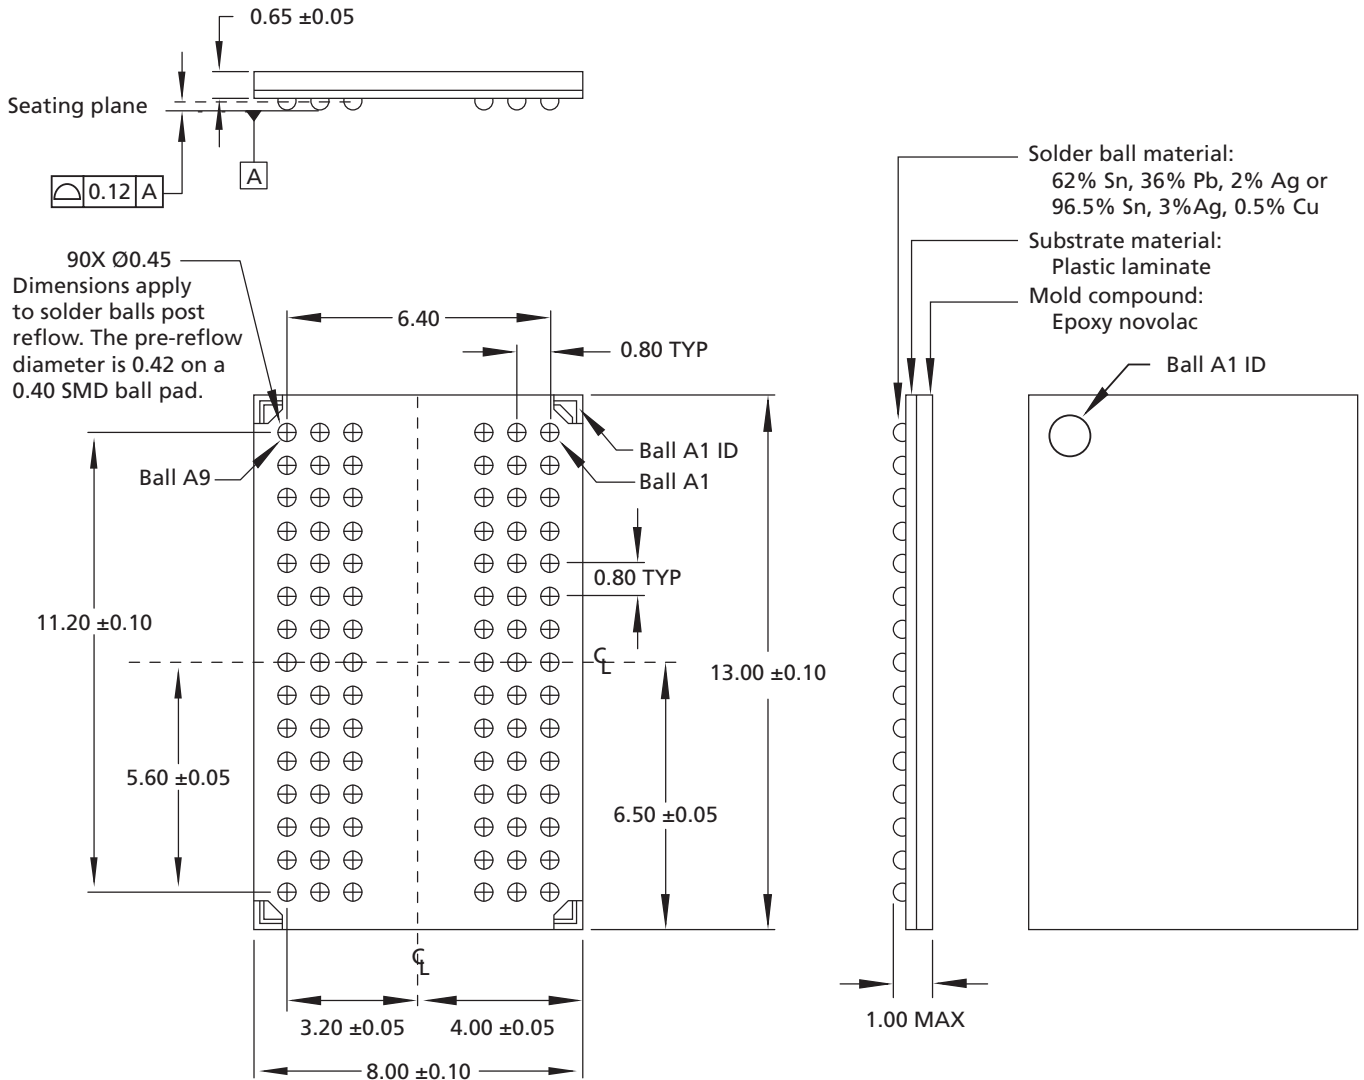 0.65 ±0.05
Seating plane
0.12 A
A
Solder ball material:
62% Sn, 36% Pb, 2% Ag or
96.5% Sn, 3%Ag, 0.5% Cu
Substrate material:
Plastic laminate
Mold compound:
Epoxy novolac
90X Ø0.45
Dimensions apply
to solder balls post
reflow. The pre-reflow
diameter is 0.42 on a
0.40 SMD ball pad.
6.40
0.80 TYP
Ball A1 ID
Ball A1 ID
Ball A1
Ball A9
0.80 TYP
11.20 ±0.10
CL
13.00 ±0.10
5.60 ±0.05
6.50 ±0.05
CL
3.20 ±0.05
4.00 ±0.05
1.00 MAX
8.00 ±0.10